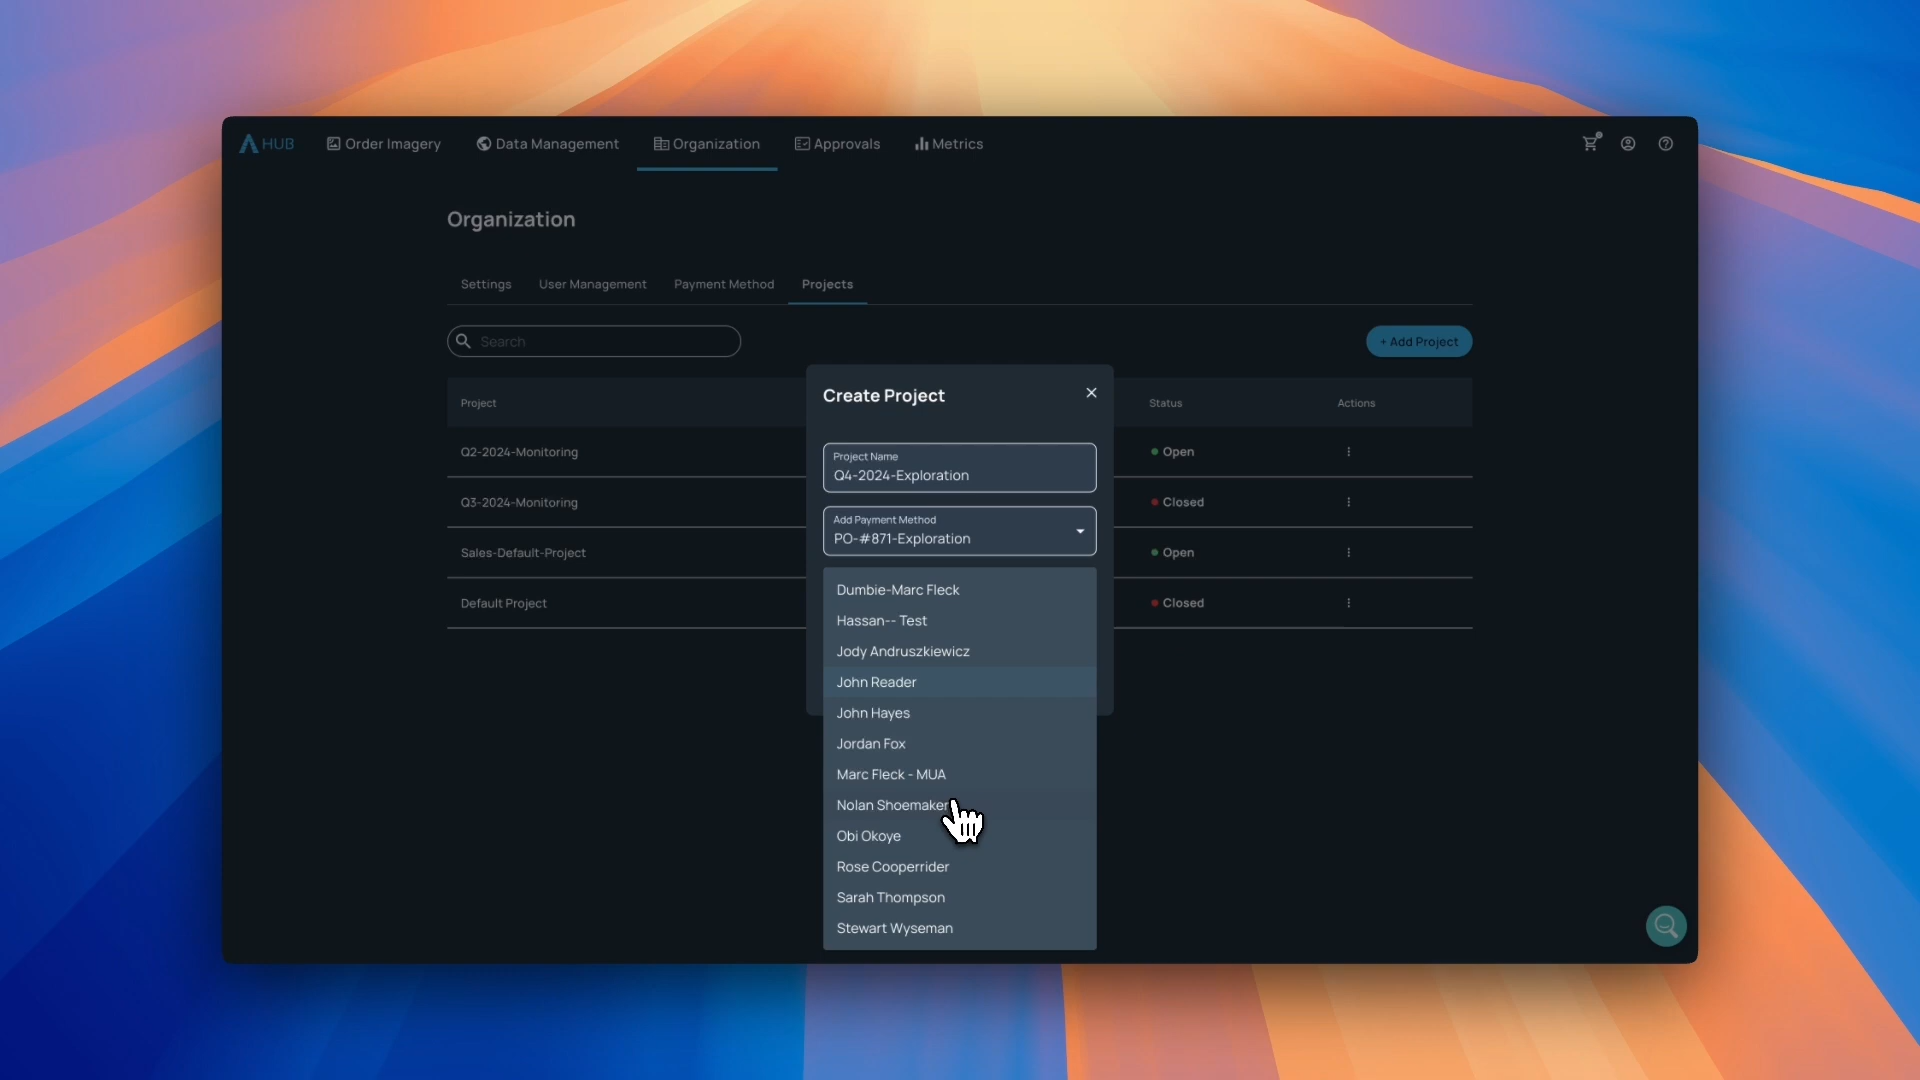 HUB Order Imagery Data Management Organization Approvals Metrics
Organization
Settings User Management Payment Method Projects
Search
+ Add Project
Project Status Actions
Q2-2024-Monitoring Open
Q3-2024-Monitoring Closed
Sales-Default-Project Open
Default Project Closed
Create Project
Project Name
Q4-2024-Exploration
Add Payment Method
PO-#871-Exploration
Dumbie-Marc Fleck
Hassan-- Test
Jody Andruszkiewicz
John Reader
John Hayes
Jordan Fox
Marc Fleck - MUA
Nolan Shoemaker
Obi Okoye
Rose Cooperrider
Sarah Thompson
Stewart Wyseman